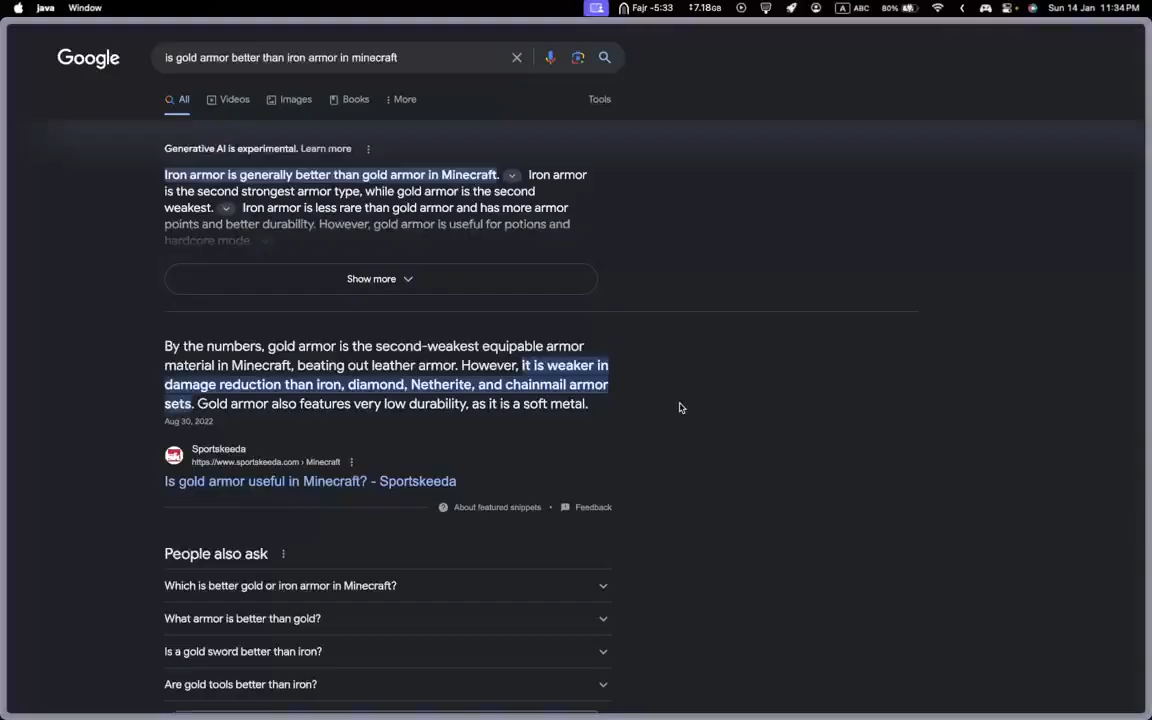 java Window Fajr -5:33 7.18GB A ABC 80% Sun 14 Jan 11:34PM
Google is gold armor better than iron armor in minecraft
All Videos Images Books More Tools
Generative AI is experimental. Learn more
Iron armor is generally better than gold armor in Minecraft. Iron armor
is the second strongest armor type, while gold armor is the second
weakest. Iron armor is less rare than gold armor and has more armor
points and better durability. However, gold armor is useful for potions and
hardcore mode.
Show more
By the numbers, gold armor is the second-weakest equipable armor
material in Minecraft, beating out leather armor. However, it is weaker in
damage reduction than iron, diamond, Netherite, and chainmail armor
sets. Gold armor also features very low durability, as it is a soft metal.
Aug 30, 2022
Sportskeeda
https://www.sportskeeda.com › Minecraft
Is gold armor useful in Minecraft? - Sportskeeda
About featured snippets • Feedback
People also ask
Which is better gold or iron armor in Minecraft?
What armor is better than gold?
Is a gold sword better than iron?
Are gold tools better than iron?